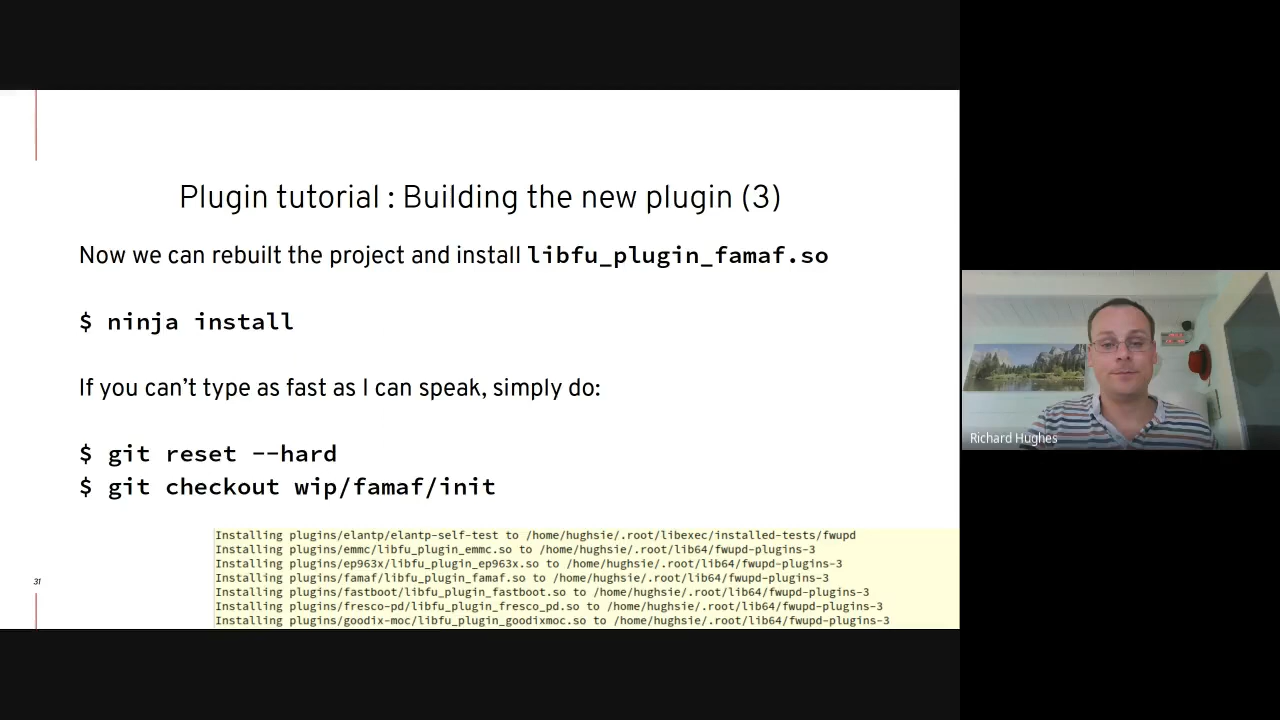 Plugin tutorial : Building the new plugin (3)
Now we can rebuilt the project and install libfu_plugin_famaf.so
$ ninja install
If you can’t type as fast as I can speak, simply do:
$ git reset --hard
$ git checkout wip/famaf/init
Installing plugins/elantp/elantp-self-test to /home/hughsie/.root/libexec/installed-tests/fwupd
Installing plugins/emmc/libfu_plugin_emmc.so to /home/hughsie/.root/lib64/fwupd-plugins-3
Installing plugins/ep963x/libfu_plugin_ep963x.so to /home/hughsie/.root/lib64/fwupd-plugins-3
Installing plugins/famaf/libfu_plugin_famaf.so to /home/hughsie/.root/lib64/fwupd-plugins-3
Installing plugins/fastboot/libfu_plugin_fastboot.so to /home/hughsie/.root/lib64/fwupd-plugins-3
Installing plugins/fresco-pd/libfu_plugin_fresco_pd.so to /home/hughsie/.root/lib64/fwupd-plugins-3
Installing plugins/goodix-moc/libfu_plugin_goodixmoc.so to /home/hughsie/.root/lib64/fwupd-plugins-3
31
Richard Hughes